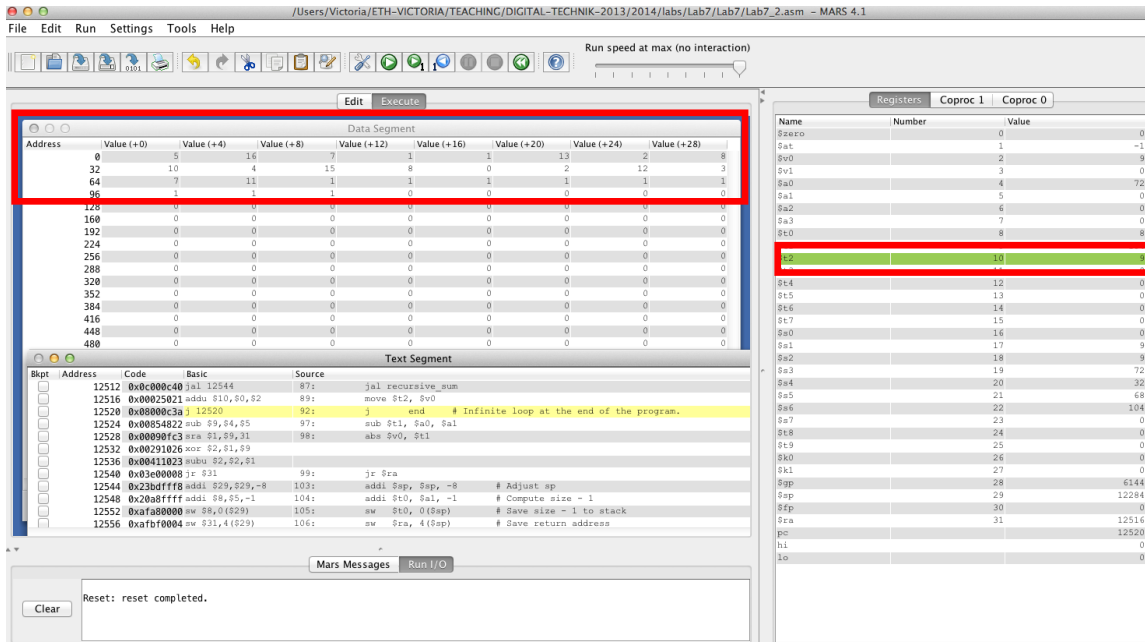 /Users/Victoria/ETH-VICTORIA/TEACHING/DIGITAL-TECHNIK-2013/2014/labs/Lab7/Lab7/Lab7_2.asm - MARS 4.1
File Edit Run Settings Tools Help
Run speed at max (no interaction)
Edit Execute
Data Segment
Address Value (+0) Value (+4) Value (+8) Value (+12) Value (+16) Value (+20) Value (+24) Value (+28)
0 5 16 7 1 1 13 2 8
32 10 4 15 8 0 2 12 3
64 7 11 1 1 1 1 1 1
96 1 1 1 0 0 0 0 0
128 0 0 0 0 0 0 0 0
160 0 0 0 0 0 0 0 0
192 0 0 0 0 0 0 0 0
224 0 0 0 0 0 0 0 0
256 0 0 0 0 0 0 0 0
288 0 0 0 0 0 0 0 0
320 0 0 0 0 0 0 0 0
352 0 0 0 0 0 0 0 0
384 0 0 0 0 0 0 0 0
416 0 0 0 0 0 0 0 0
448 0 0 0 0 0 0 0 0
480 0 0 0 0 0 0 0 0
Text Segment
Bkpt Address Code Basic Source
12512 0x0c000c40 jal 12544 87: jal recursive_sum
12516 0x00025021 addu $10,$0,$2 89: move $t2, $v0
12520 0x08000c3a j 12520 92: j end # Infinite loop at the end of the program.
12524 0x00854822 sub $9,$4,$5 97: sub $t1, $a0, $a1
12528 0x00090fc3 sra $1,$9,31 98: abs $v0, $t1
12532 0x00291026 xor $2,$1,$9
12536 0x00411023 subu $2,$2,$1
12540 0x03e00008 jr $31 99: jr $ra
12544 0x23bdfff8 addi $29,$29,-8 103: addi $sp, $sp, -8 # Adjust sp
12548 0x20a8ffff addi $8,$5,-1 104: addi $t0, $a1, -1 # Compute size - 1
12552 0xafa80000 sw $8,0($29) 105: sw $t0, 0($sp) # Save size - 1 to stack
12556 0xafbf0004 sw $31,4($29) 106: sw $ra, 4($sp) # Save return address
Mars Messages Run I/O
Clear
Reset: reset completed.
Registers Coproc 1 Coproc 0
Name Number Value
$zero 0 0
$at 1 -1
$v0 2 9
$v1 3 0
$a0 4 72
$a1 5 0
$a2 6 0
$a3 7 0
$t0 8 8
$t2 10 9
$t4 12 0
$t5 13 0
$t6 14 0
$t7 15 0
$s0 16 0
$s1 17 9
$s2 18 9
$s3 19 72
$s4 20 32
$s5 21 68
$s6 22 104
$s7 23 0
$t8 24 0
$t9 25 0
$k0 26 0
$k1 27 0
$gp 28 6144
$sp 29 12284
$fp 30 0
$ra 31 12516
pc 12520
hi 0
lo 0